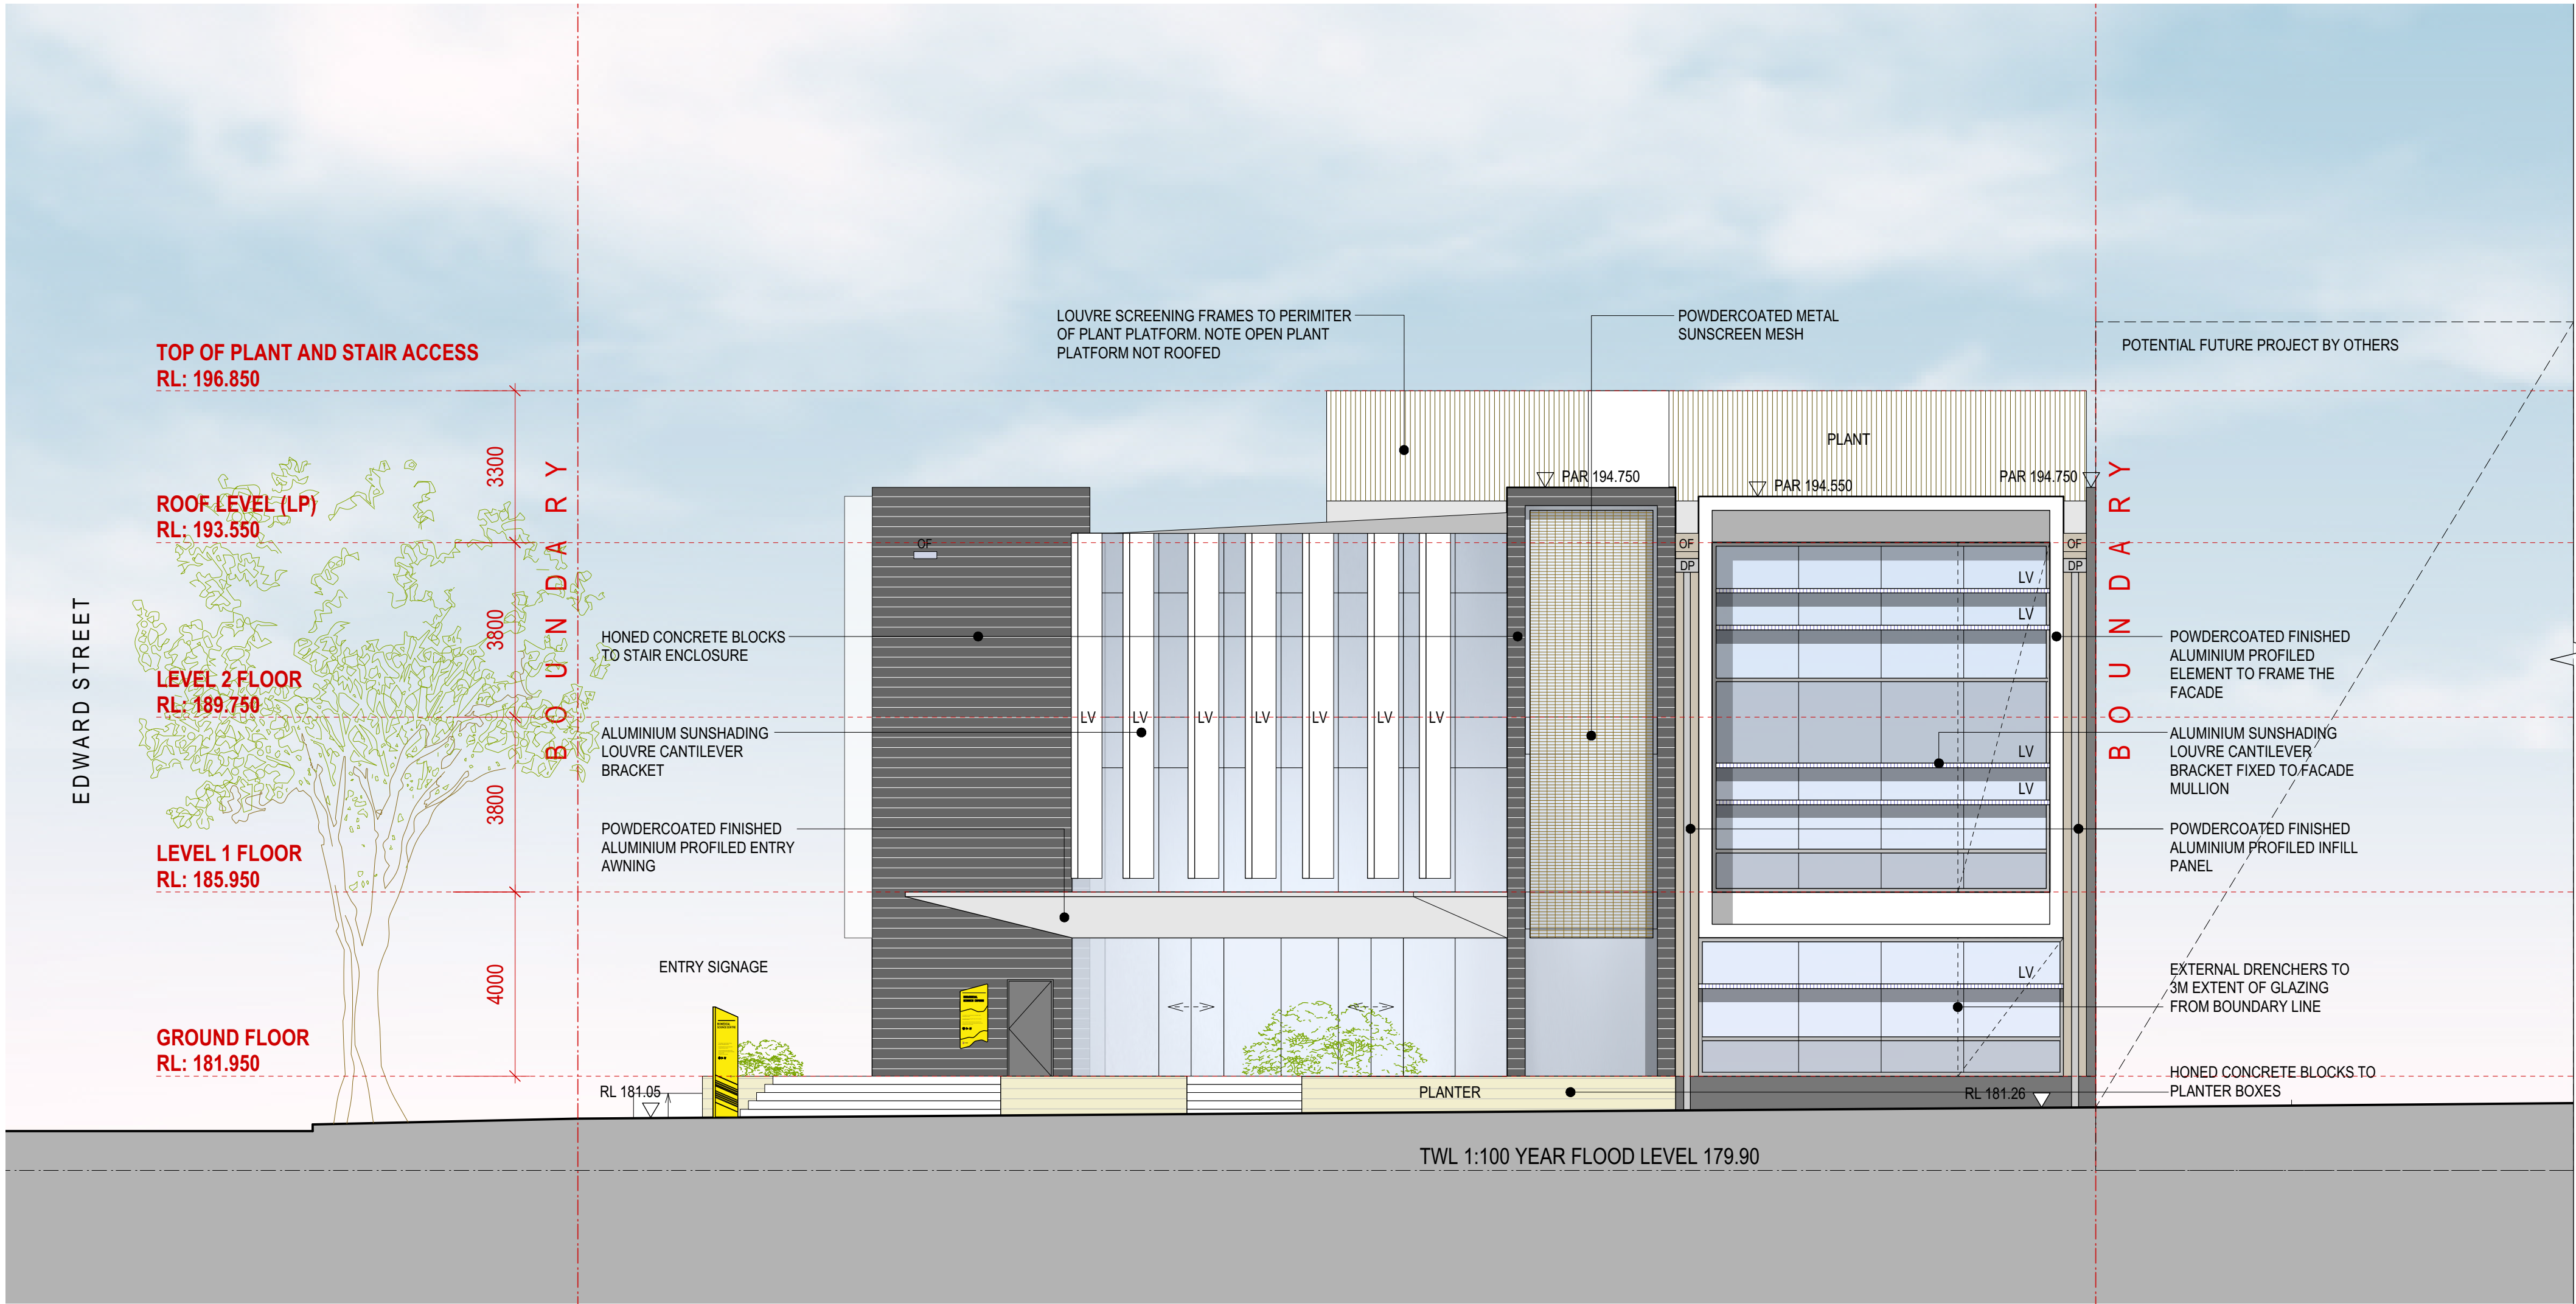 LOUVRE SCREENING FRAMES TO PERIMITER
OF PLANT PLATFORM. NOTE OPEN PLANT
PLATFORM NOT ROOFED
POWDERCOATED METAL
SUNSCREEN MESH
POTENTIAL FUTURE PROJECT BY OTHERS
TOP OF PLANT AND STAIR ACCESS
RL: 196.850
3300
ROOF LEVEL (LP)
RL: 193.550
3800
LEVEL 2 FLOOR
RL: 189.750
3800
LEVEL 1 FLOOR
RL: 185.950
4000
GROUND FLOOR
RL: 181.950
EDWARD STREET
BOUNDARY
HONED CONCRETE BLOCKS
TO STAIR ENCLOSURE
ALUMINIUM SUNSHADING
LOUVRE CANTILEVER
BRACKET
POWDERCOATED FINISHED
ALUMINIUM PROFILED ENTRY
AWNING
ENTRY SIGNAGE
RL 181.05
OF
LV
LV
LV
LV
LV
LV
LV
PLANT
PAR 194.750
PAR 194.550
PAR 194.750
OF
DP
OF
DP
LV
LV
LV
LV
LV
PLANTER
RL 181.26
BOUNDARY
POWDERCOATED FINISHED
ALUMINIUM PROFILED
ELEMENT TO FRAME THE
FACADE
ALUMINIUM SUNSHADING
LOUVRE CANTILEVER
BRACKET FIXED TO FACADE
MULLION
POWDERCOATED FINISHED
ALUMINIUM PROFILED INFILL
PANEL
EXTERNAL DRENCHERS TO
3M EXTENT OF GLAZING
FROM BOUNDARY LINE
HONED CONCRETE BLOCKS TO
PLANTER BOXES
TWL 1:100 YEAR FLOOD LEVEL 179.90